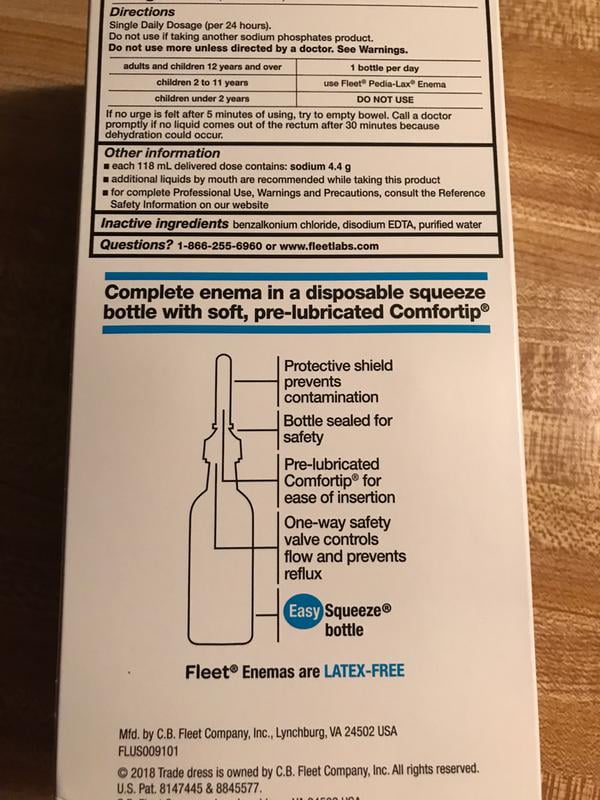 Directions
Single Daily Dosage (per 24 hours).
Do not use if taking another sodium phosphates product.
Do not use more unless directed by a doctor. See Warnings.
adults and children 12 years and over 1 bottle per day
children 2 to 11 years use Fleet® Pedia-Lax® Enema
children under 2 years DO NOT USE
If no urge is felt after 5 minutes of using, try to empty bowel. Call a doctor
promptly if no liquid comes out of the rectum after 30 minutes because
dehydration could occur.
Other information
■ each 118 mL delivered dose contains: sodium 4.4 g
■ additional liquids by mouth are recommended while taking this product
■ for complete Professional Use, Warnings and Precautions, consult the Reference
Safety Information on our website
Inactive ingredients benzalkonium chloride, disodium EDTA, purified water
Questions? 1-866-255-6960 or www.fleetlabs.com
Complete enema in a disposable squeeze
bottle with soft, pre-lubricated Comfortip®
Protective shield
prevents
contamination
Bottle sealed for
safety
Pre-lubricated
Comfortip® for
ease of insertion
One-way safety
valve controls
flow and prevents
reflux
Easy Squeeze®
bottle
Fleet® Enemas are LATEX-FREE
Mfd. by C.B. Fleet Company, Inc., Lynchburg, VA 24502 USA
FLUS009101
© 2018 Trade dress is owned by C.B. Fleet Company, Inc. All rights reserved.
U.S. Pat. 8147445 & 8845577.